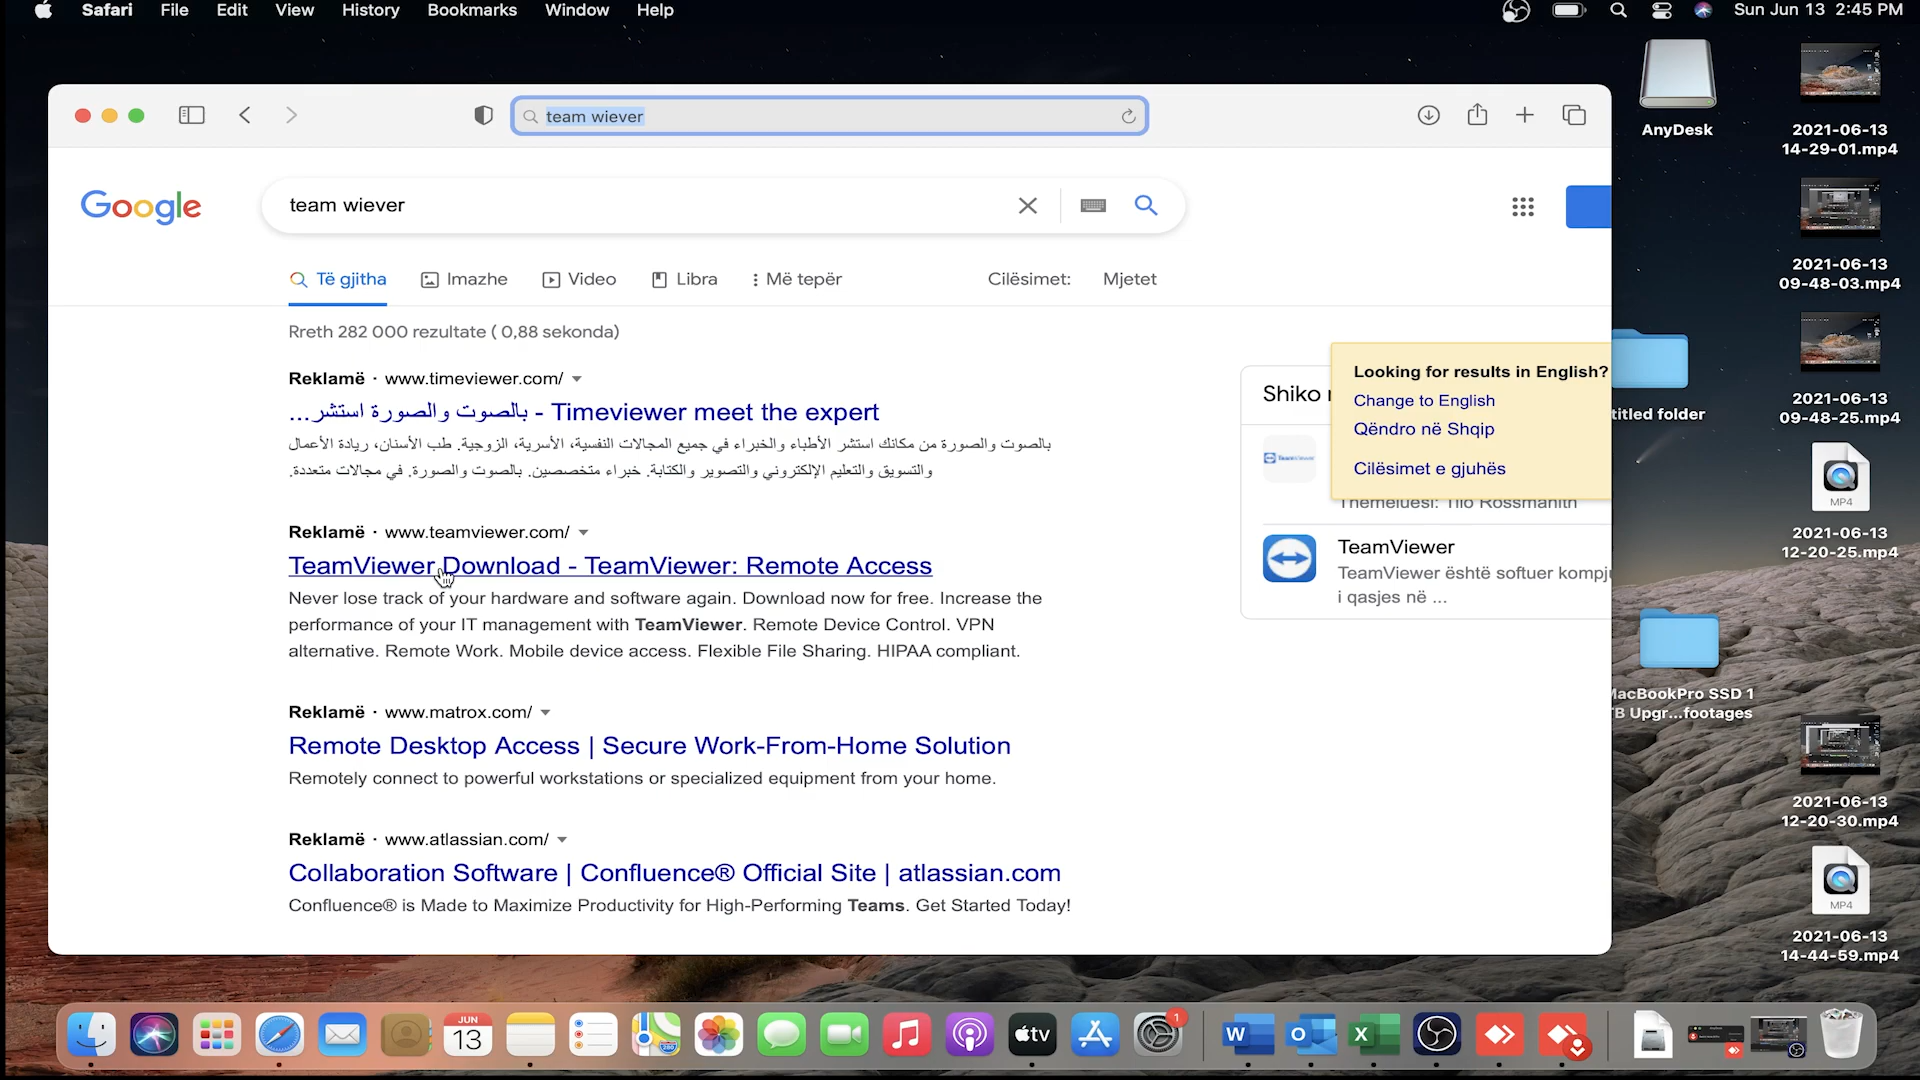 Safari File Edit View History Bookmarks Window Help
Sun Jun 13 2:45 PM
team wiever
Google
team wiever
Të gjitha
Imazhe
Video
Libra
Më tepër
Cilësimet:
Mjetet
Rreth 282 000 rezultate ( 0,88 sekonda)
Reklamë · www.timeviewer.com/
بالصوت والصورة استشر... - Timeviewer meet the expert
بالصوت والصورة من مكانك استشر الأطباء والخبراء في جميع المجالات النفسية، الأسرية، الزوجية. طب الأسنان، ريادة الأعمال
والتسويق والتعليم الإلكتروني والتصوير والكتابة. خبراء متخصصين. بالصوت والصورة. في مجالات متعددة.
Reklamë · www.teamviewer.com/
TeamViewer Download - TeamViewer: Remote Access
Never lose track of your hardware and software again. Download now for free. Increase the
performance of your IT management with TeamViewer. Remote Device Control. VPN
alternative. Remote Work. Mobile device access. Flexible File Sharing. HIPAA compliant.
Reklamë · www.matrox.com/
Remote Desktop Access | Secure Work-From-Home Solution
Remotely connect to powerful workstations or specialized equipment from your home.
Reklamë · www.atlassian.com/
Collaboration Software | Confluence® Official Site | atlassian.com
Confluence® is Made to Maximize Productivity for High-Performing Teams. Get Started Today!
Shiko
Looking for results in English?
Change to English
Qëndro në Shqip
Cilësimet e gjuhës
TeamViewer
Themeluesi: Tilo Rossmanith
TeamViewer
TeamViewer është softuer kompju
i qasjes në ...
AnyDesk
titled folder
MacBookPro SSD 1
TB Upgr...footages
2021-06-13
14-29-01.mp4
2021-06-13
09-48-03.mp4
2021-06-13
09-48-25.mp4
MP4
2021-06-13
12-20-25.mp4
2021-06-13
12-20-30.mp4
MP4
2021-06-13
14-44-59.mp4
JUN
13
tv
1
W
O
X